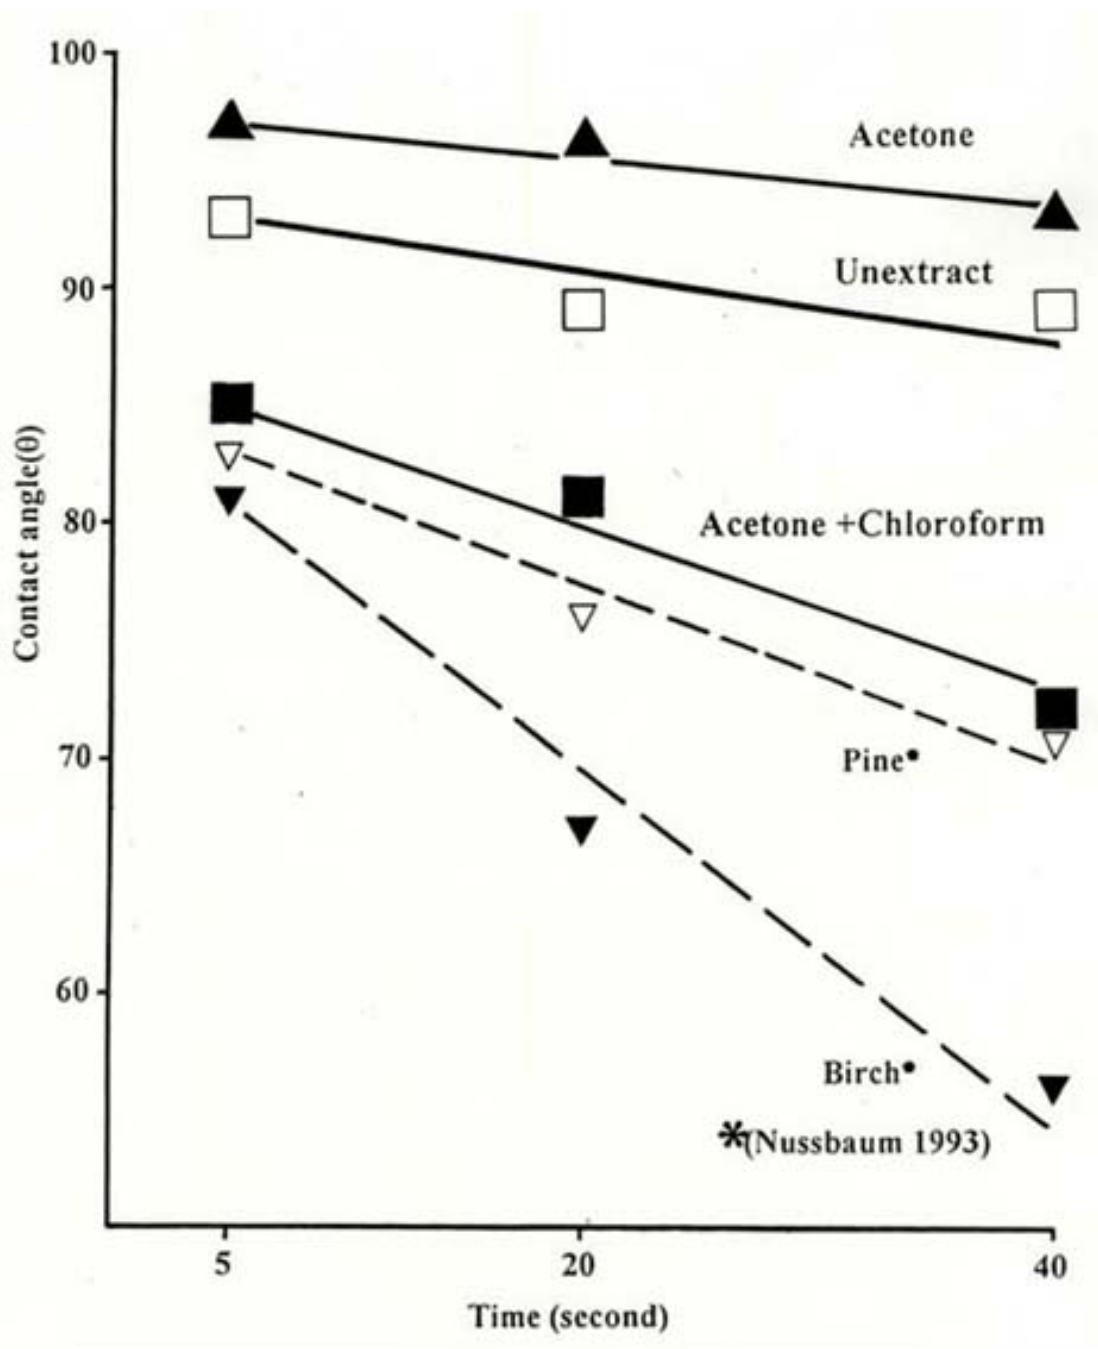 100
90
80
70
60
Contact angle(θ)
Acetone
Unextract
Acetone +Chloroform
Pine•
Birch•
*(Nussbaum 1993)
5 20 40
Time (second)